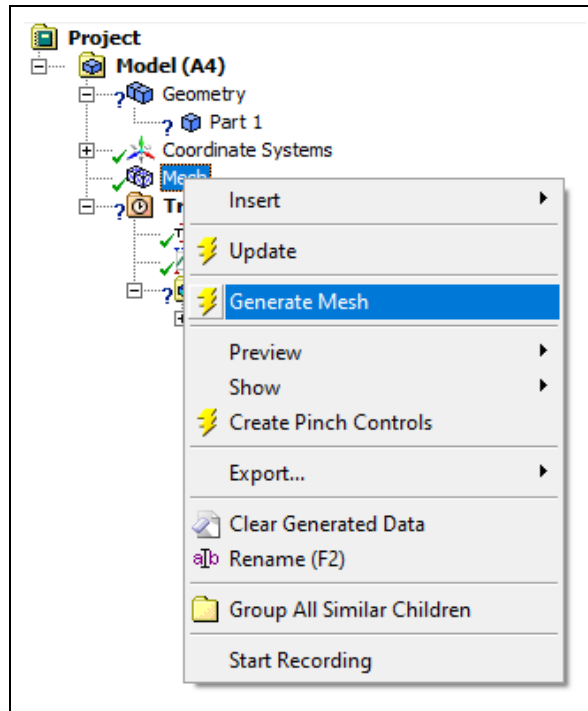 Project
Model (A4)
Geometry
Part 1
Coordinate Systems
Mesh
Tr
Insert
Update
Generate Mesh
Preview
Show
Create Pinch Controls
Export...
Clear Generated Data
Rename (F2)
Group All Similar Children
Start Recording